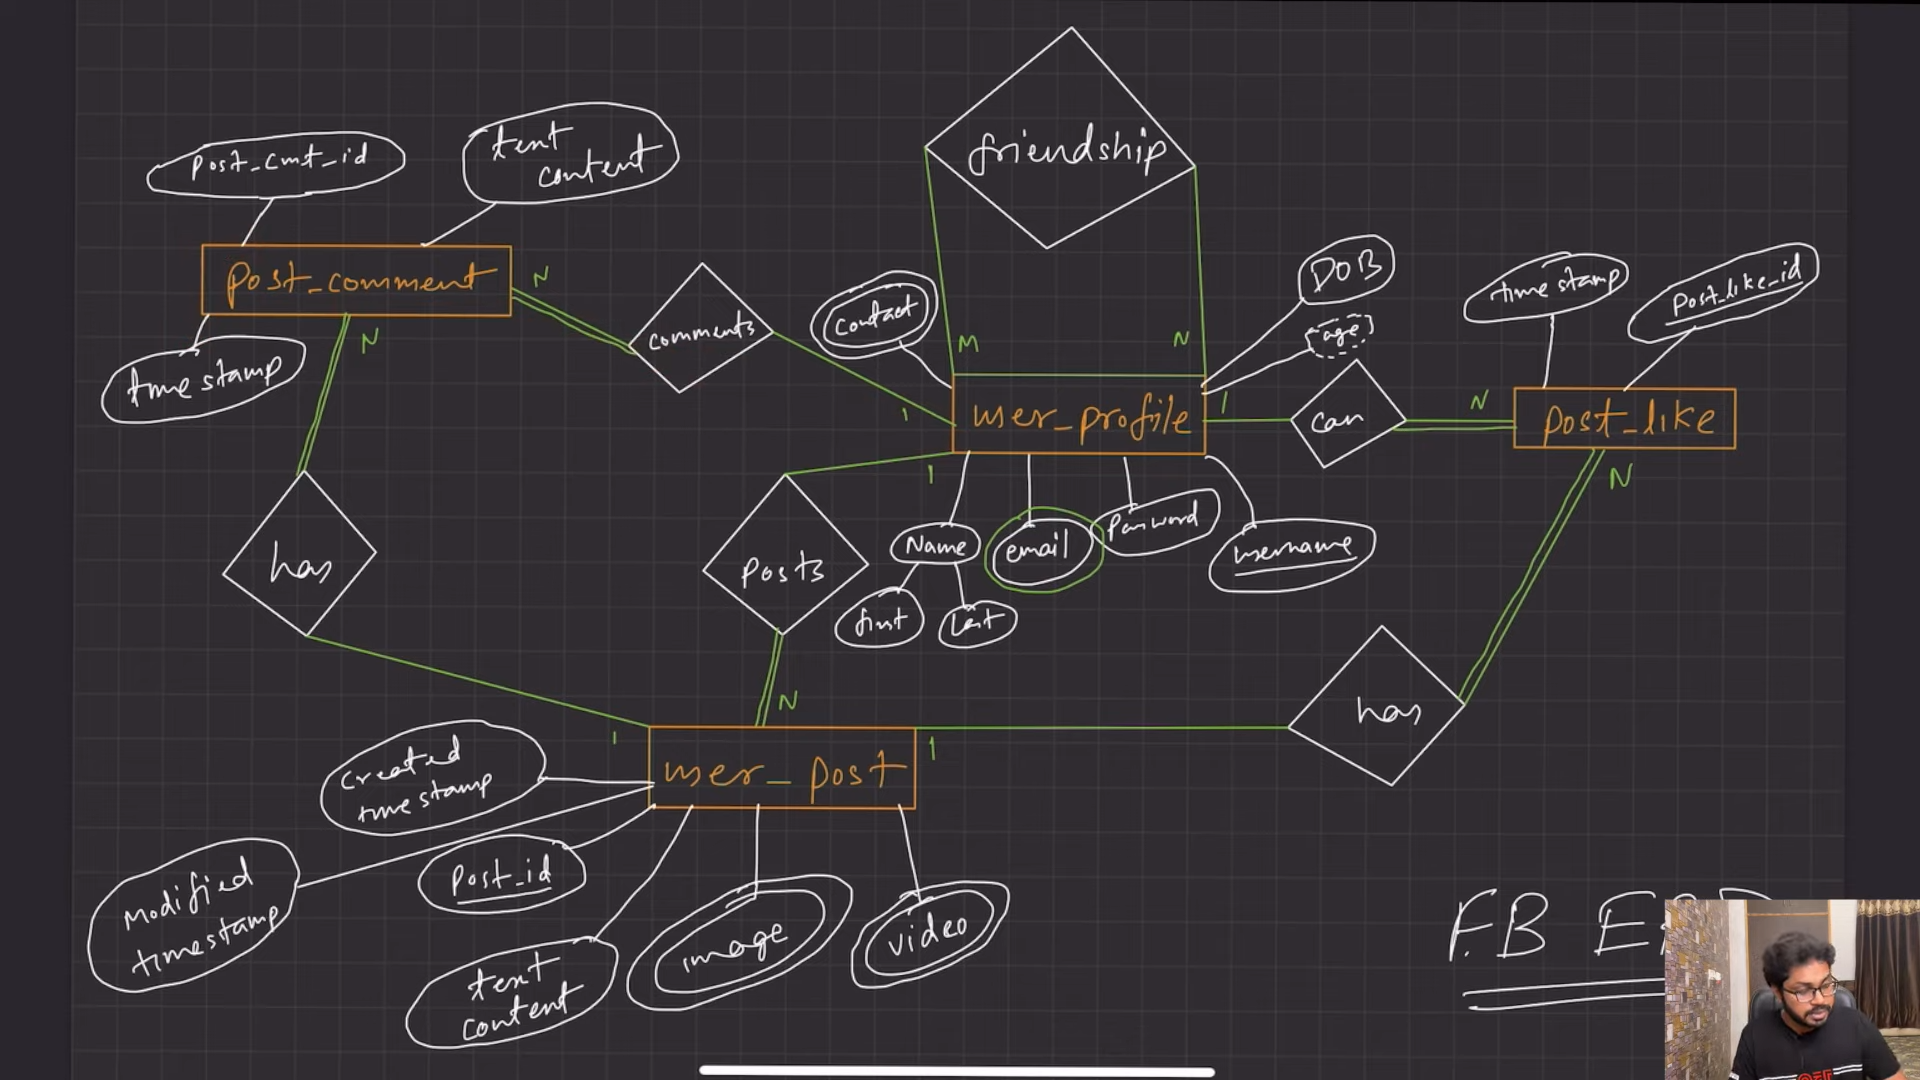 friendship
post_cmt_id
text
content
post_comment
N
N
time stamp
comments
contact
M
N
DOB
age
time stamp
post_like_id
1
user_profile
1
can
N
post_like
N
has
1
posts
Name
email
password
username
first
last
N
has
1
user_post
1
created
time stamp
Modified
timestamp
post_id
text
content
image
video
F.B